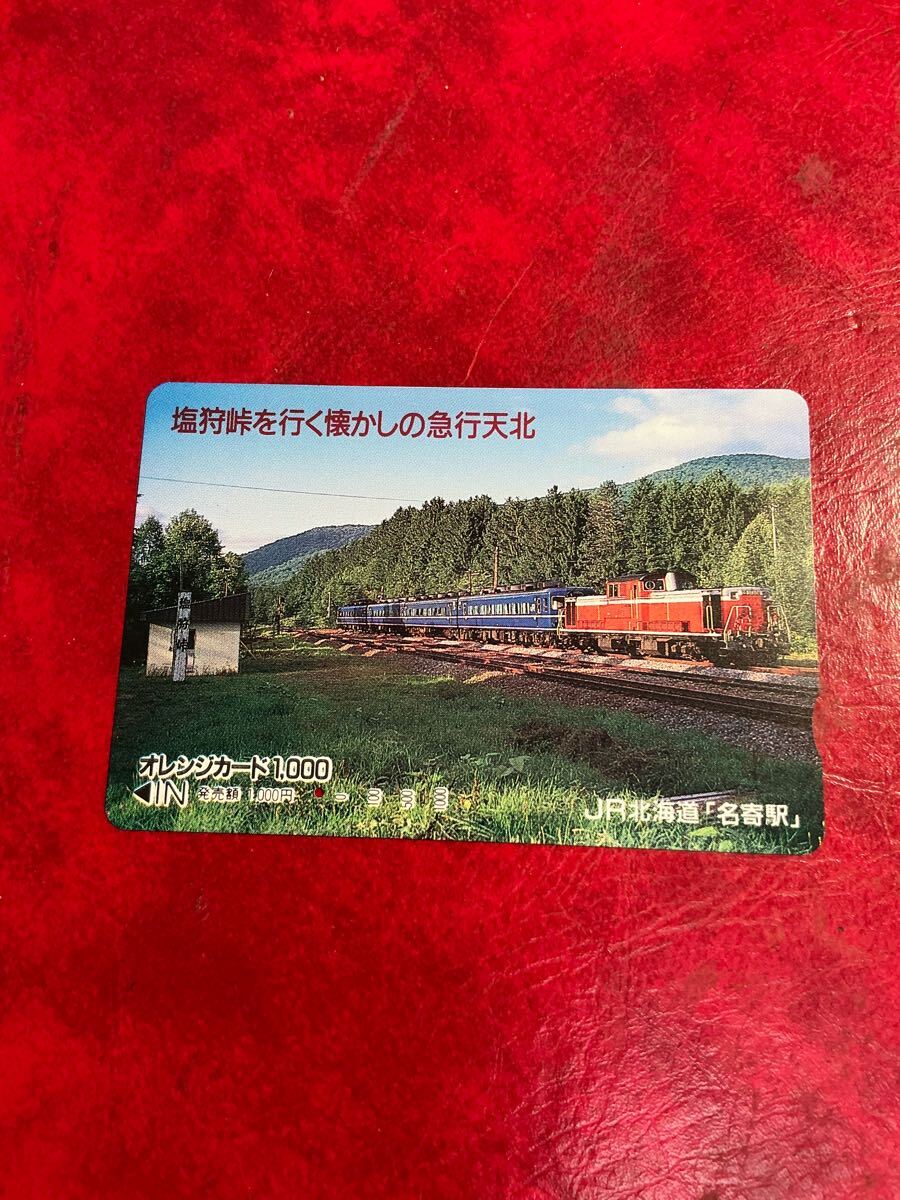 塩狩峠を行く懐かしの急行天北
オレンジカード1,000
◀IN 発売額 1,000円
JR北海道「名寄駅」